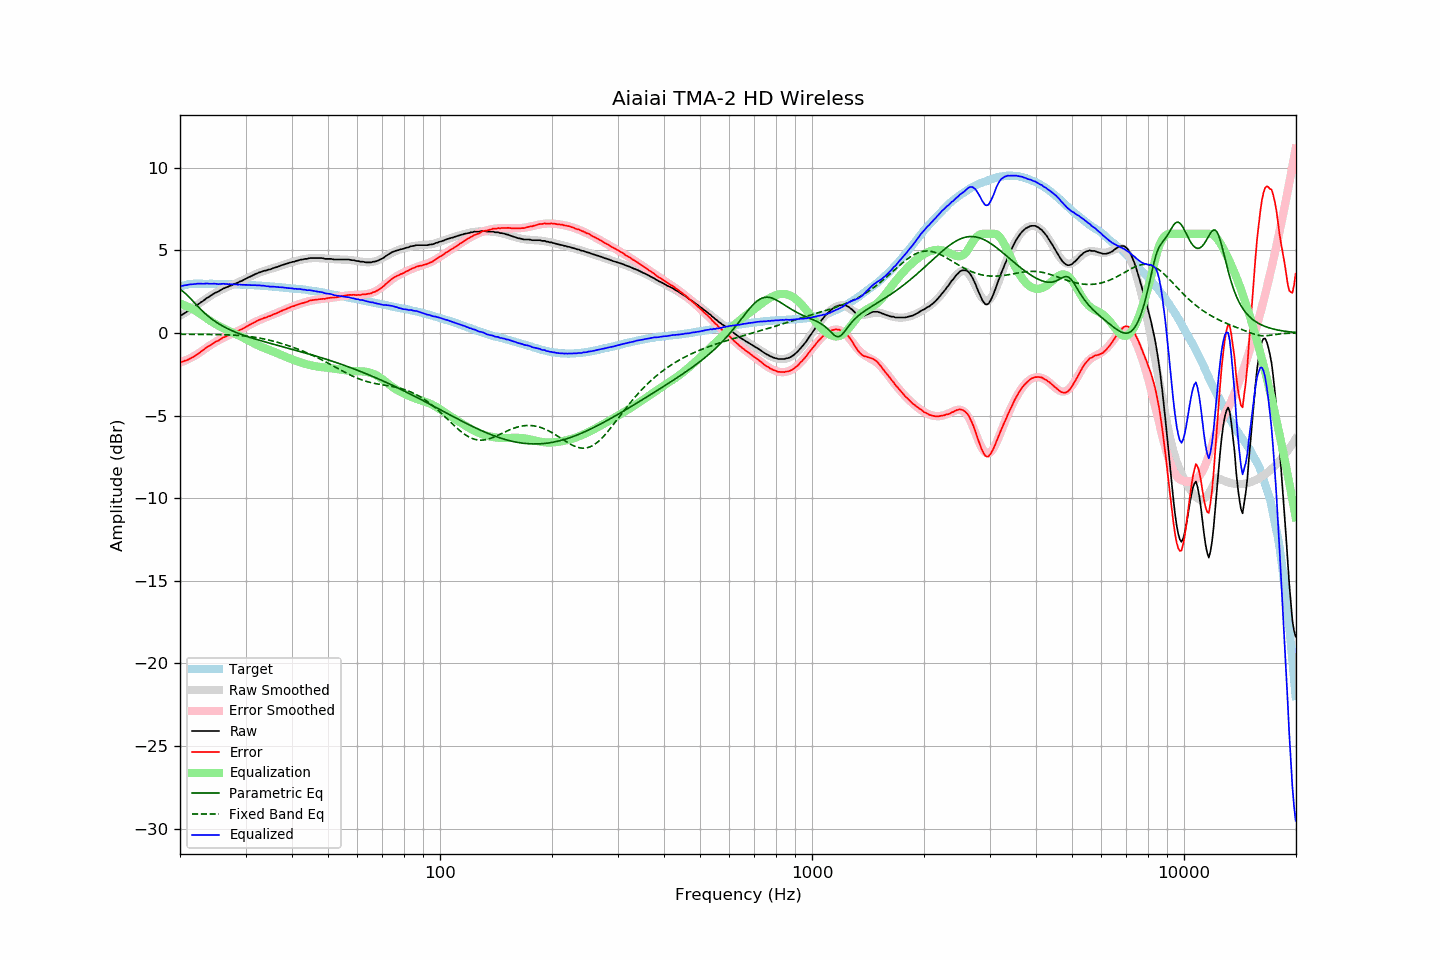 Aiaiai TMA-2 HD Wireless
10
5
0
−5
−10
−15
−20
−25
−30
Amplitude (dBr)
Target
Raw Smoothed
Error Smoothed
Raw
Error
Equalization
Parametric Eq
Fixed Band Eq
Equalized
100 1000 10000
Frequency (Hz)